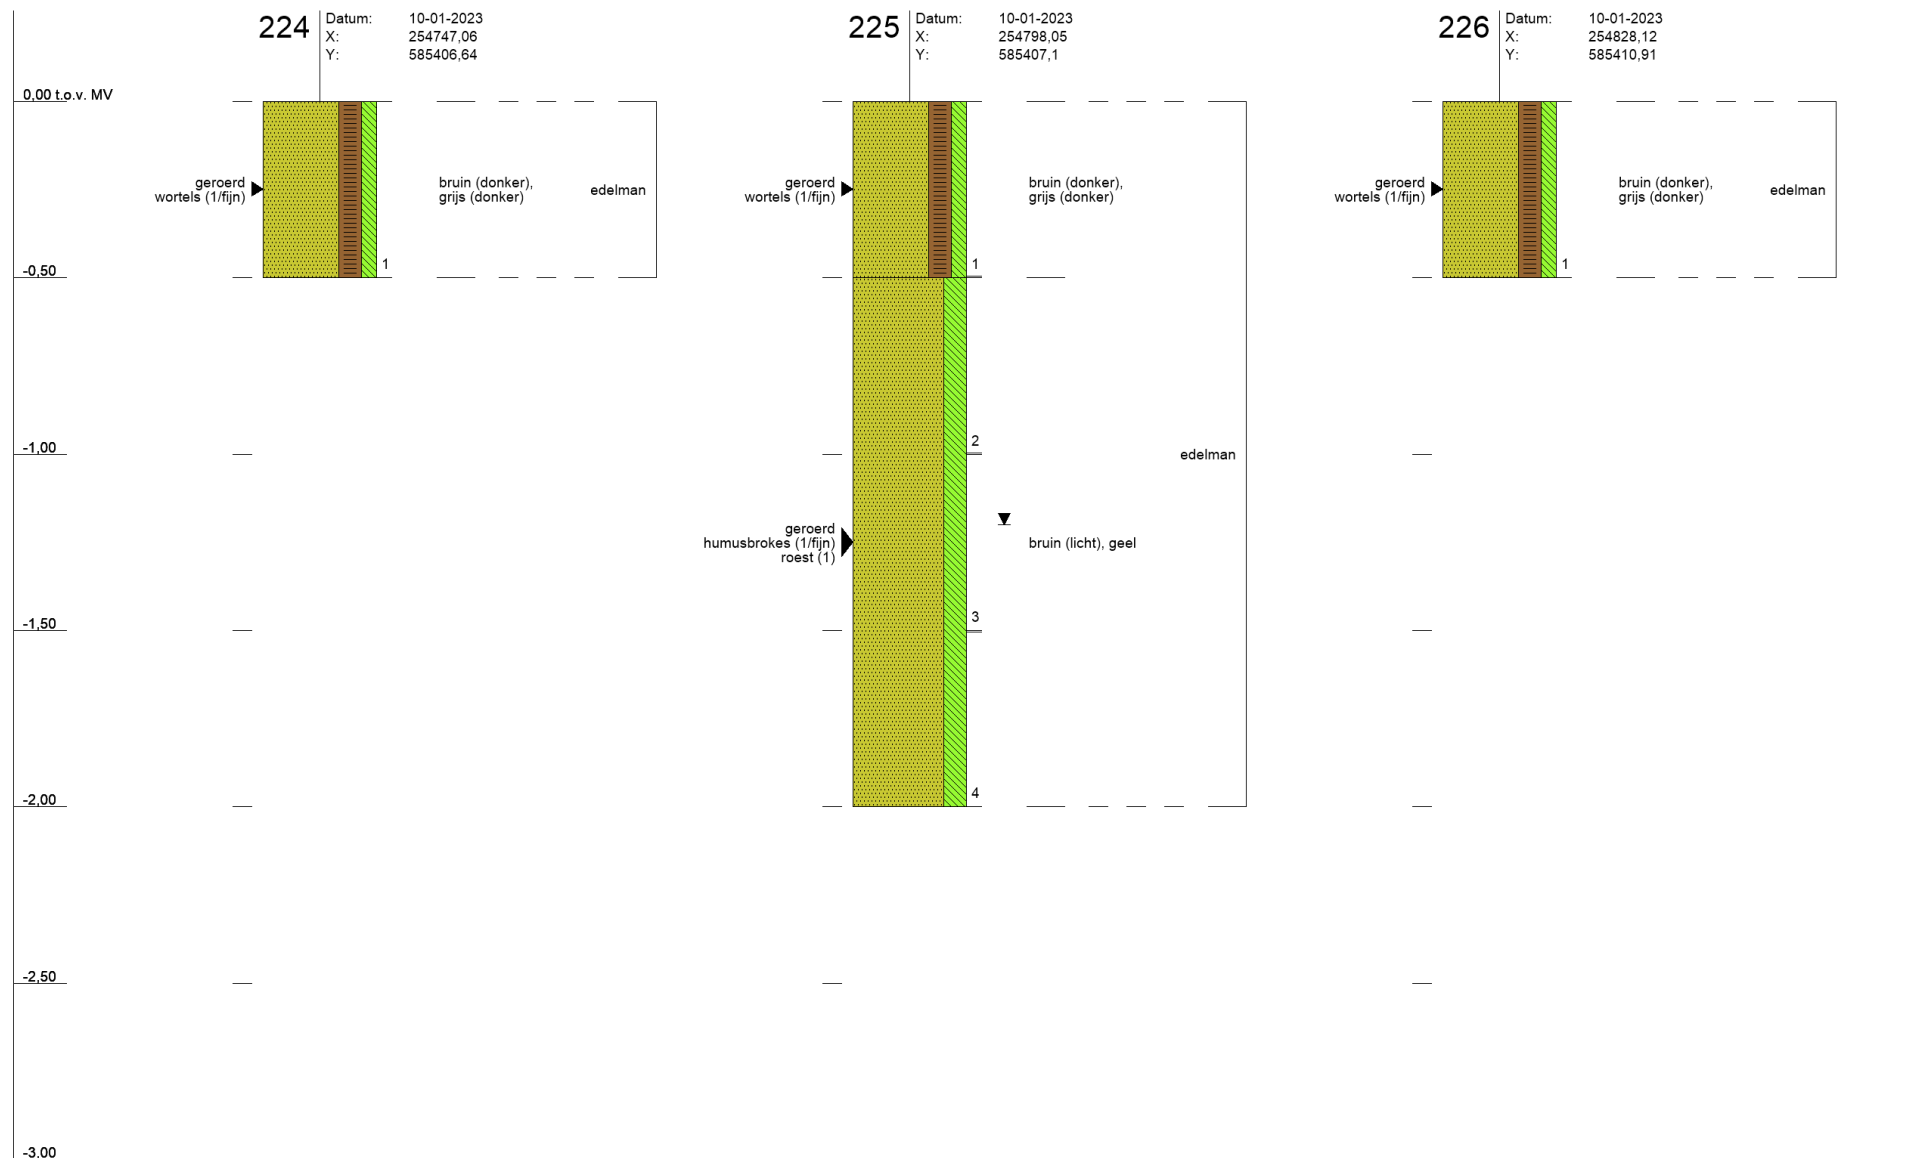 224
Datum: 10-01-2023
X: 254747,06
Y: 585406,64
225
Datum: 10-01-2023
X: 254798,05
Y: 585407,1
226
Datum: 10-01-2023
X: 254828,12
Y: 585410,91
0,00 t.o.v. MV
-0,50
-1,00
-1,50
-2,00
-2,50
-3.00
geroerd
wortels (1/fijn)
bruin (donker),
grijs (donker)
edelman
1
geroerd
wortels (1/fijn)
bruin (donker),
grijs (donker)
1
2
edelman
geroerd
humusbrokes (1/fijn)
roest (1)
bruin (licht), geel
3
4
geroerd
wortels (1/fijn)
bruin (donker),
grijs (donker)
edelman
1